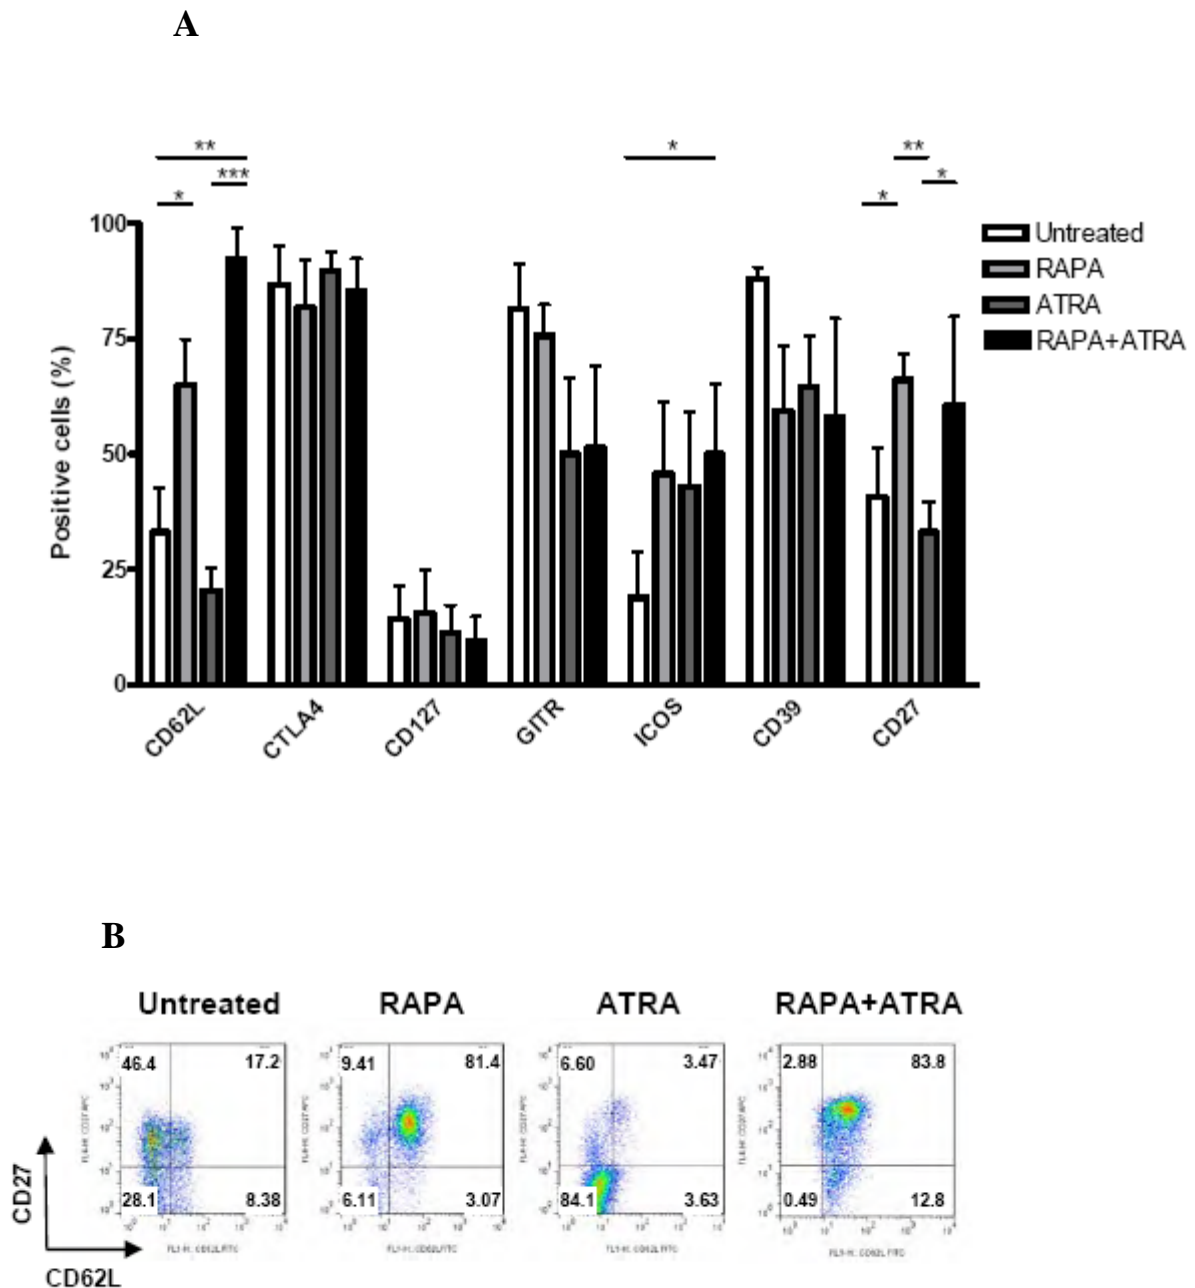 A
** * **
*** *
* *
100
75
50
25
0
Positive cells (%)
CD62L CTLA4 CD127 GITR ICOS CD39 CD27
Untreated
RAPA
ATRA
RAPA+ATRA
B
Untreated RAPA ATRA RAPA+ATRA
46.4 17.2 9.41 81.4 6.60 3.47 2.88 83.8
28.1 8.38 6.11 3.07 84.1 3.63 0.49 12.8
CD27
CD62L